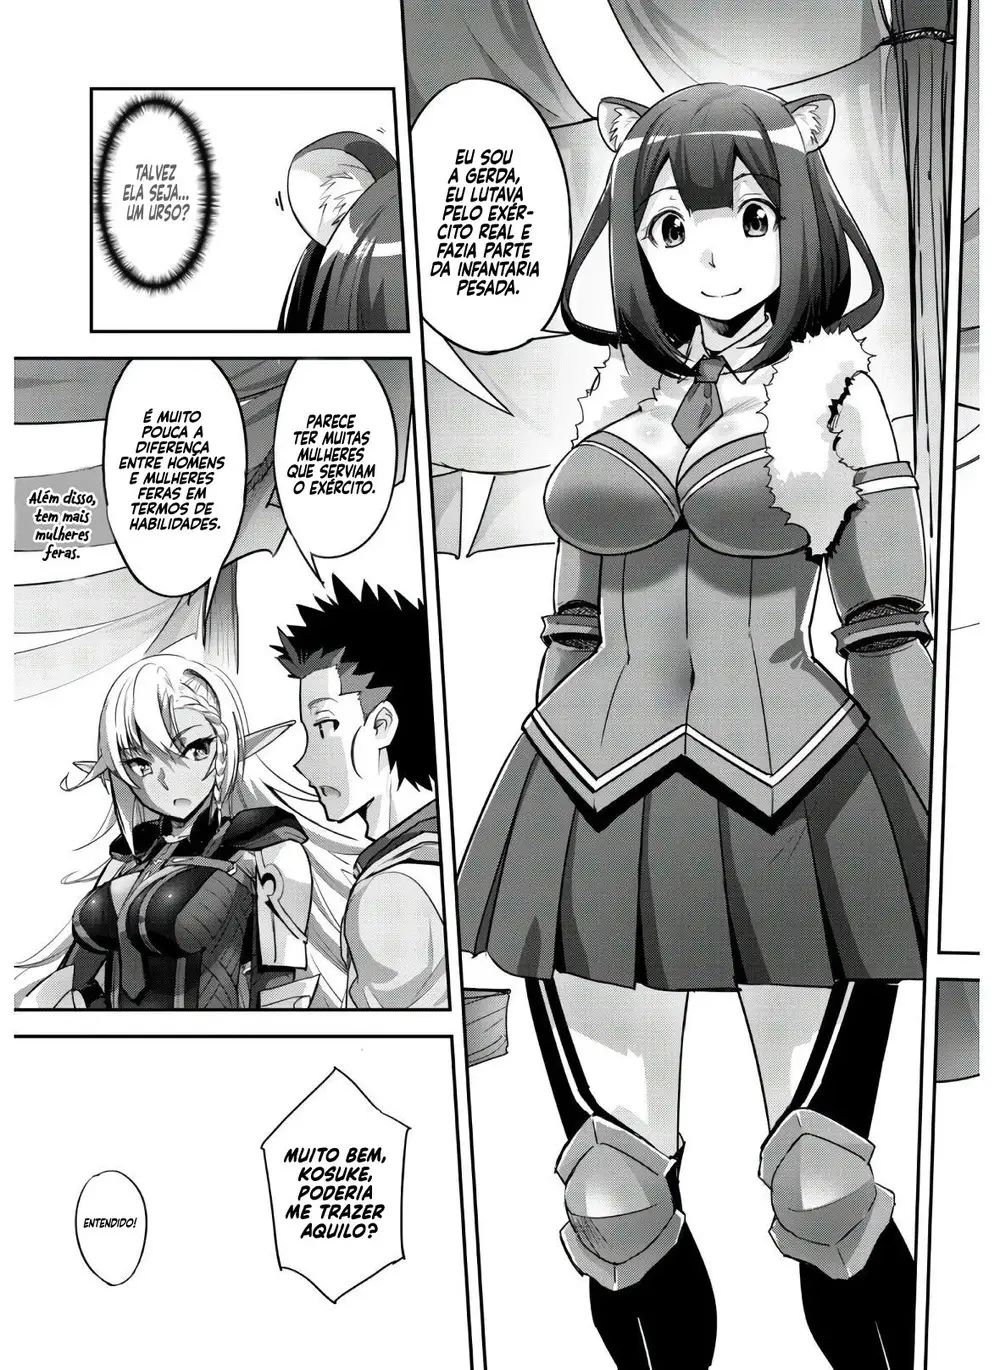 EU SOU
A GERDA,
EU LUTAVA
PELO EXÉR-
CITO REAL E
FAZIA PARTE
DA INFANTARIA
PESADA.
TALVEZ
ELA SEJA...
UM URSO?
PARECE
TER MUITAS
MULHERES
QUE SERVIAM
O EXÉRCITO.
É MUITO
POUCA A
DIFERENÇA
ENTRE HOMENS
E MULHERES
FERAS EM
TERMOS DE
HABILIDADES.
Além disso,
tem mais
mulheres
feras.
MUITO BEM,
KOSUKE,
PODERIA
ME TRAZER
AQUILO?
ENTENDIDO!